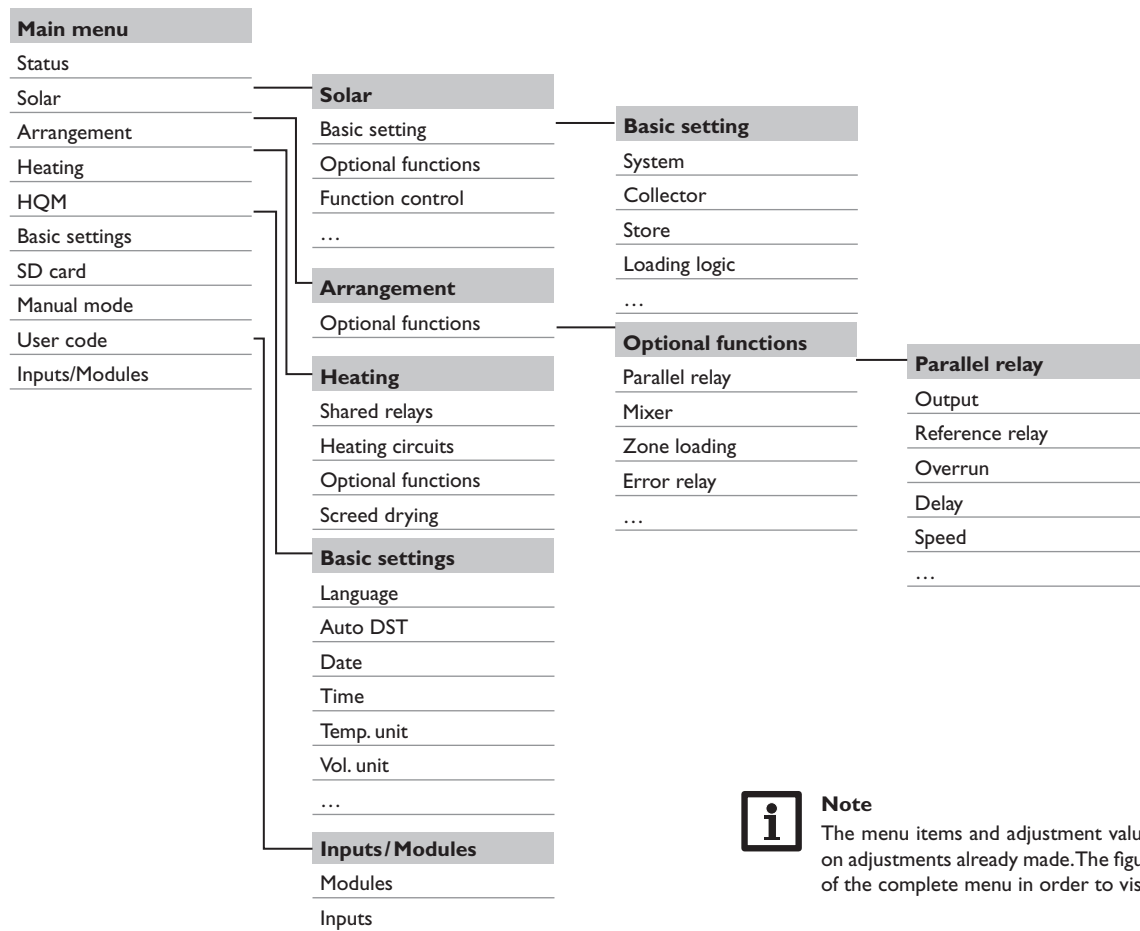 Main menu
Status
Solar
Arrangement
Heating
HQM
Basic settings
SD card
Manual mode
User code
Inputs/Modules
Solar
Basic setting
Optional functions
Function control
…
Arrangement
Optional functions
Heating
Shared relays
Heating circuits
Optional functions
Screed drying
Basic settings
Language
Auto DST
Date
Time
Temp. unit
Vol. unit
…
Inputs/Modules
Modules
Inputs
Basic setting
System
Collector
Store
Loading logic
…
Optional functions
Parallel relay
Mixer
Zone loading
Error relay
…
Parallel relay
Output
Reference relay
Overrun
Delay
Speed
…
i
Note
The menu items and adjustment
on adjustments already made. The
of the complete menu in order to